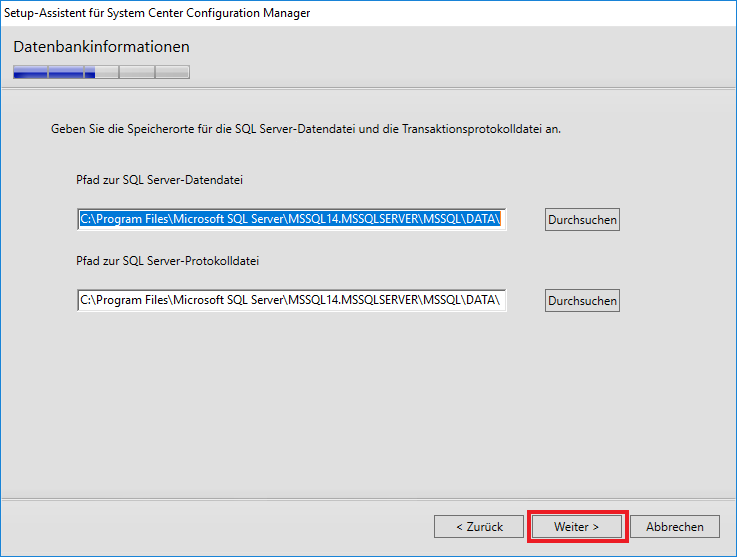 Setup-Assistent für System Center Configuration Manager
Datenbankinformationen
Geben Sie die Speicherorte für die SQL Server-Datendatei und die Transaktionsprotokolldatei an.
Pfad zur SQL Server-Datendatei
C:\Program Files\Microsoft SQL Server\MSSQL14.MSSQLSERVER\MSSQL\DATA\
Durchsuchen
Pfad zur SQL Server-Protokolldatei
C:\Program Files\Microsoft SQL Server\MSSQL14.MSSQLSERVER\MSSQL\DATA\
Durchsuchen
< Zurück
Weiter >
Abbrechen